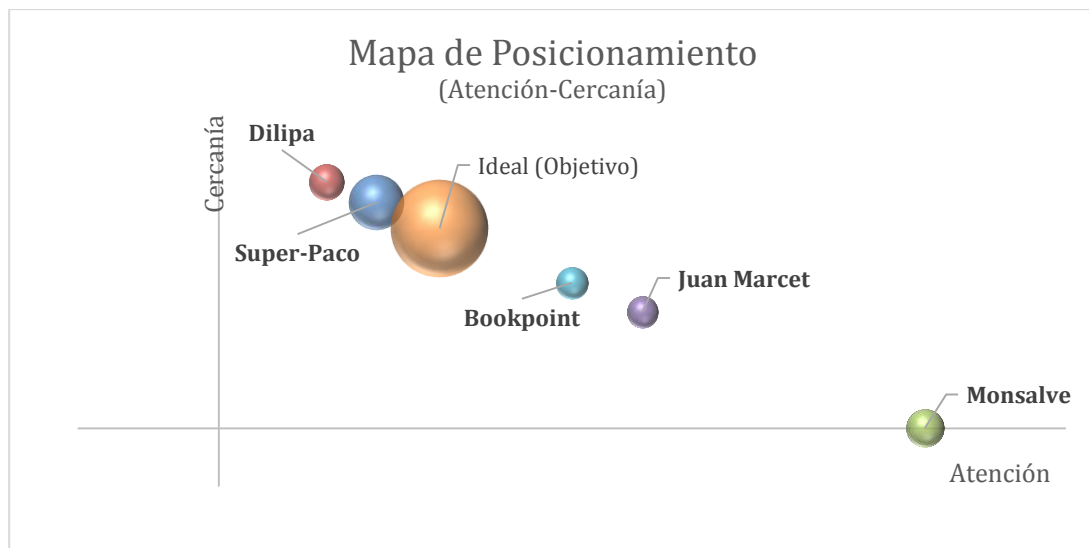 Mapa de Posicionamiento
(Atención-Cercanía)
Cercanía
Dilipa
Ideal (Objetivo)
Super-Paco
Juan Marcet
Bookpoint
Monsalve
Atención